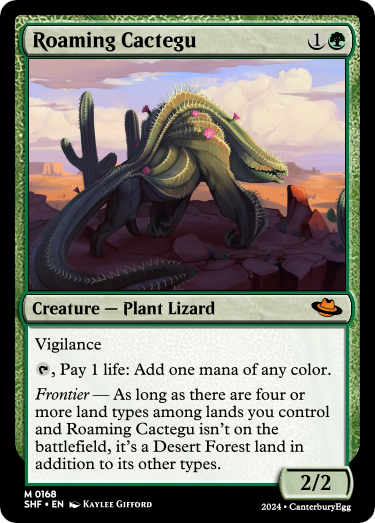 Roaming Cactegu 1
Creature — Plant Lizard
Vigilance
, Pay 1 life: Add one mana of any color.
Frontier — As long as there are four or
more land types among lands you control
and Roaming Cactegu isn't on the
battlefield, it's a Desert Forest land in
addition to its other types.
2/2
M 0168
SHF • EN Kaylee Gifford
2024 • CanterburyEgg